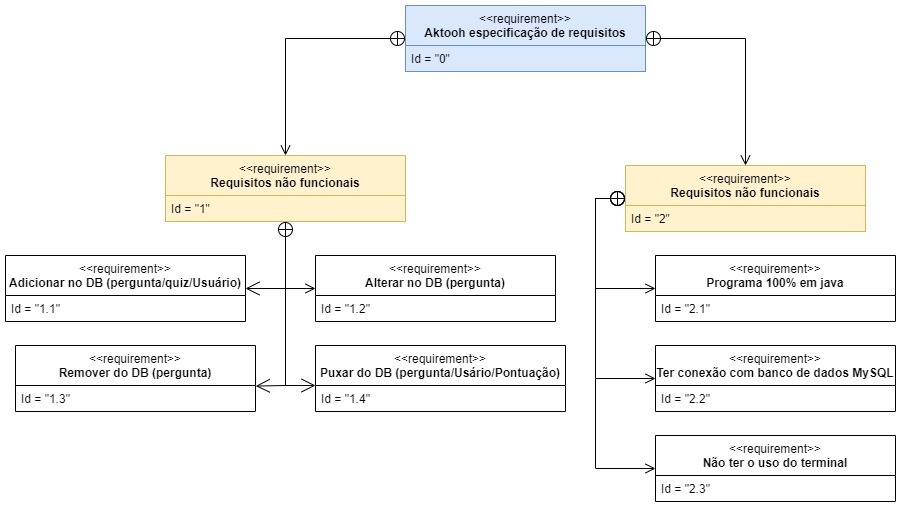 <<requirement>>
Aktooh especificação de requisitos
Id = "0"
<<requirement>>
Requisitos não funcionais
Id = "1"
<<requirement>>
Requisitos não funcionais
Id = "2"
<<requirement>>
Adicionar no DB (pergunta/quiz/Usuário)
Id = "1.1"
<<requirement>>
Alterar no DB (pergunta)
Id = "1.2"
<<requirement>>
Programa 100% em java
Id = "2.1"
<<requirement>>
Remover do DB (pergunta)
Id = "1.3"
<<requirement>>
Puxar do DB (pergunta/Usário/Pontuação)
Id = "1.4"
<<requirement>>
Ter conexão com banco de dados MySQL
Id = "2.2"
<<requirement>>
Não ter o uso do terminal
Id = "2.3"